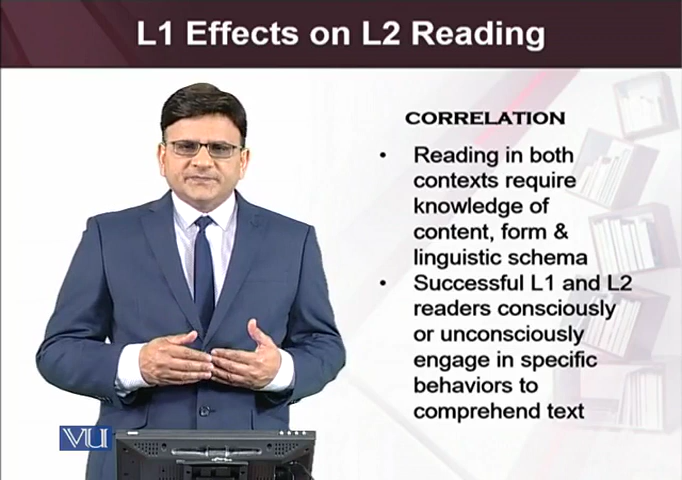 L1 Effects on L2 Reading
CORRELATION
• Reading in both
contexts require
knowledge of
content, form &
linguistic schema
• Successful L1 and L2
readers consciously
or unconsciously
engage in specific
behaviors to
comprehend text
VU